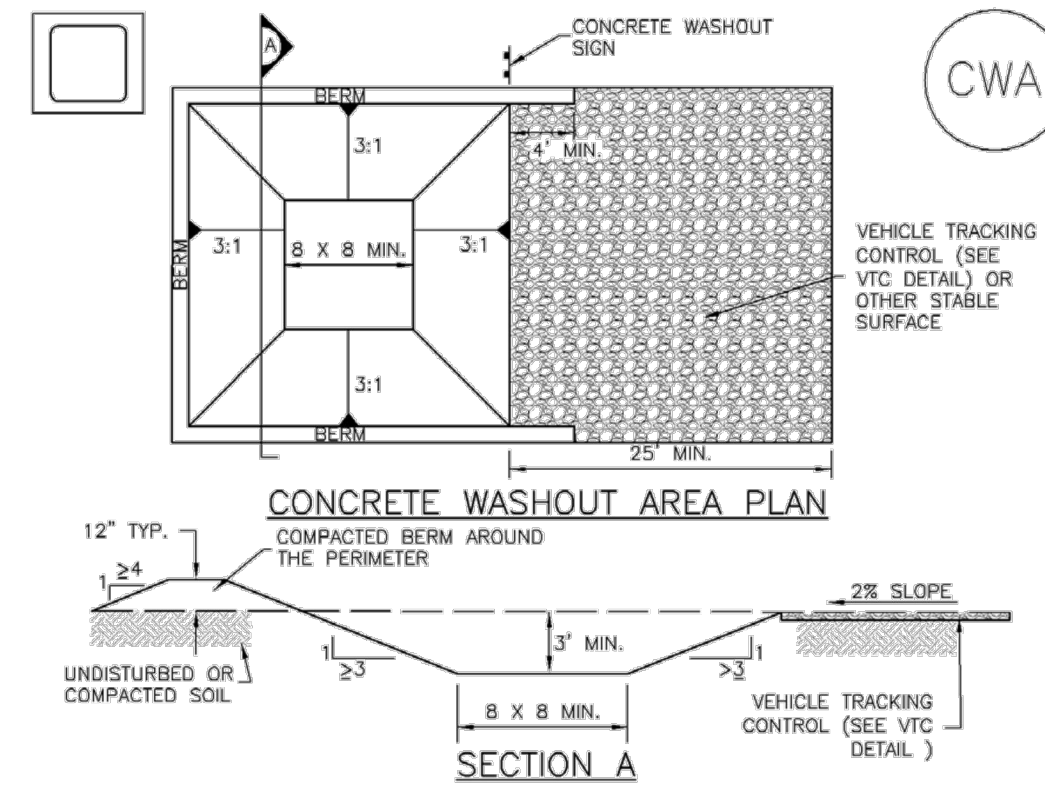 A
CONCRETE WASHOUT
SIGN
CWA
BERM
3:1
4' MIN.
BERM
3:1
8 X 8 MIN.
3:1
VEHICLE TRACKING
CONTROL (SEE
VTC DETAIL) OR
OTHER STABLE
SURFACE
3:1
BERM
25' MIN.
CONCRETE WASHOUT AREA PLAN
12" TYP.
COMPACTED BERM AROUND
THE PERIMETER
1
≥4
2% SLOPE
UNDISTURBED OR
COMPACTED SOIL
1
≥3
3' MIN.
>3
1
8 X 8 MIN.
VEHICLE TRACKING
CONTROL (SEE VTC
DETAIL )
SECTION A